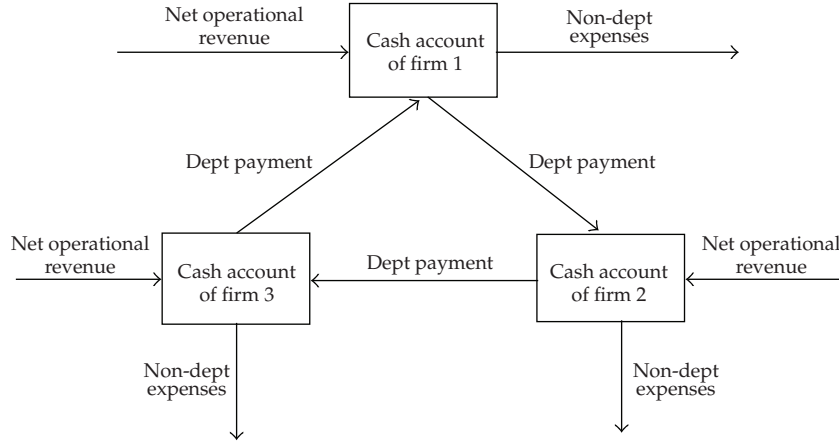 Net operational
revenue
Cash account
of firm 1
Non-dept
expenses
Dept payment
Dept payment
Net operational
revenue
Cash account
of firm 3
Dept payment
Cash account
of firm 2
Net operational
revenue
Non-dept
expenses
Non-dept
expenses